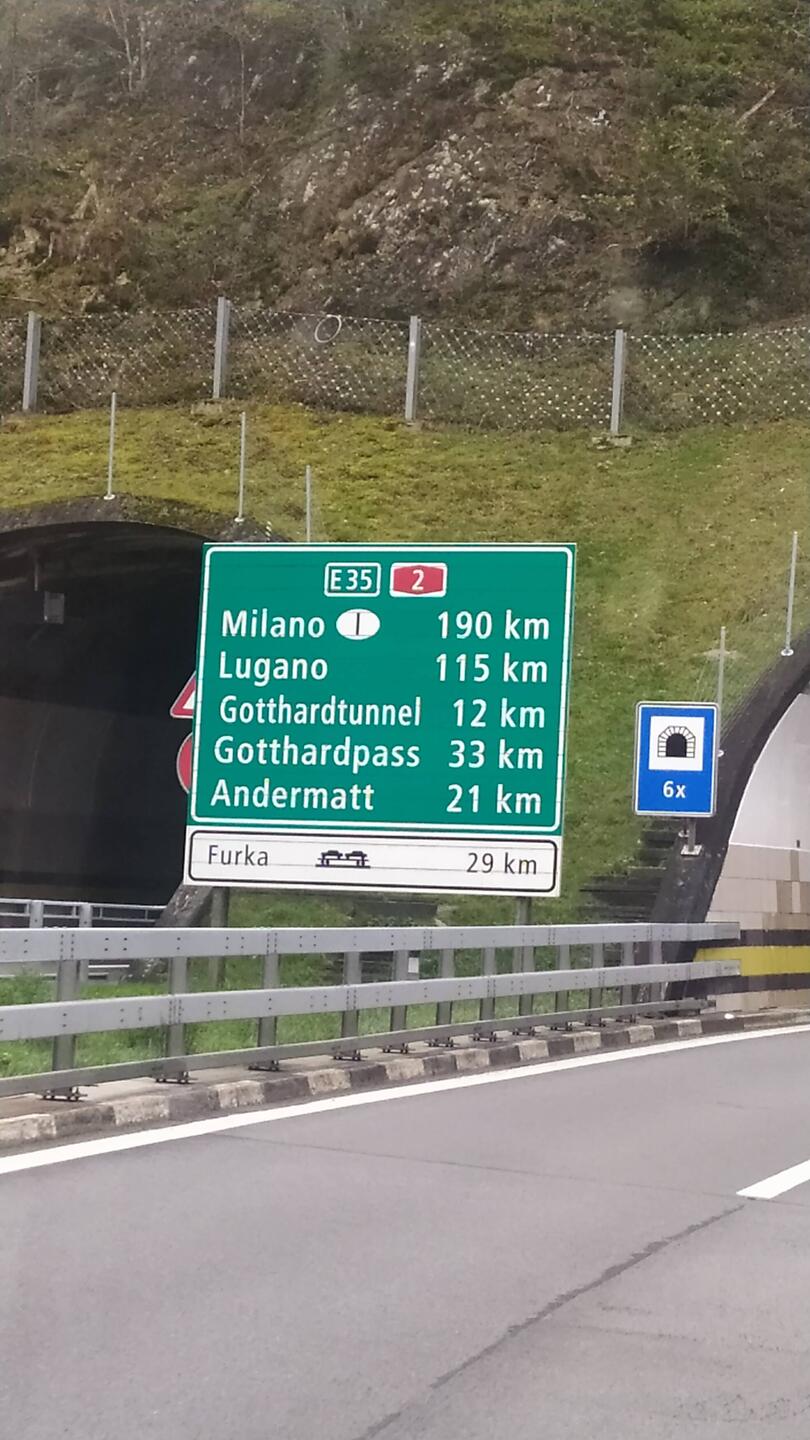 E35 2
Milano I 190 km
Lugano 115 km
Gotthardtunnel 12 km
Gotthardpass 33 km
Andermatt 21 km
Furka 29 km
6x